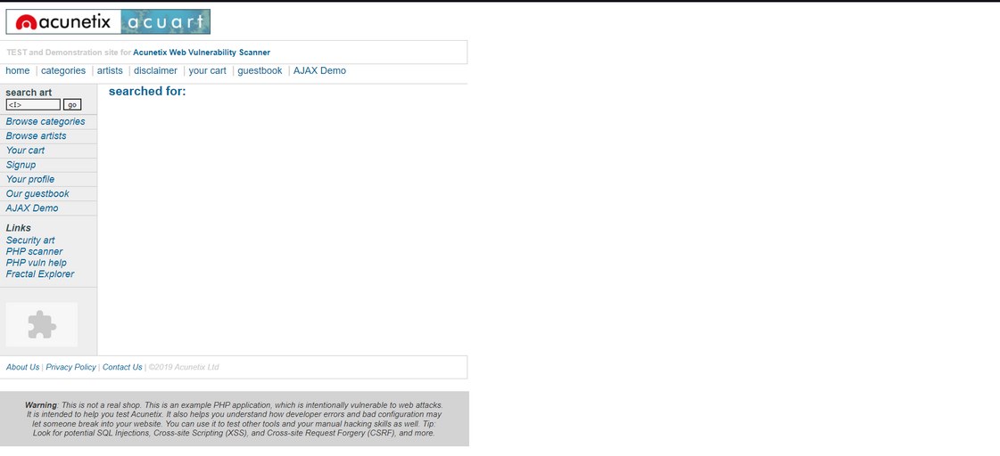 acunetix acuart
TEST and Demonstration site for Acunetix Web Vulnerability Scanner
home | categories | artists | disclaimer | your cart | guestbook | AJAX Demo
search art
<1> go
Browse categories
Browse artists
Your cart
Signup
Your profile
Our guestbook
AJAX Demo
Links
Security art
PHP scanner
PHP vuln help
Fractal Explorer
searched for:
About Us | Privacy Policy | Contact Us | ©2019 Acunetix Ltd
Warning: This is not a real shop. This is an example PHP application, which is intentionally vulnerable to web attacks.
It is intended to help you test Acunetix. It also helps you understand how developer errors and bad configuration may
let someone break into your website. You can use it to test other tools and your manual hacking skills as well. Tip:
Look for potential SQL Injections, Cross-site Scripting (XSS), and Cross-site Request Forgery (CSRF), and more.